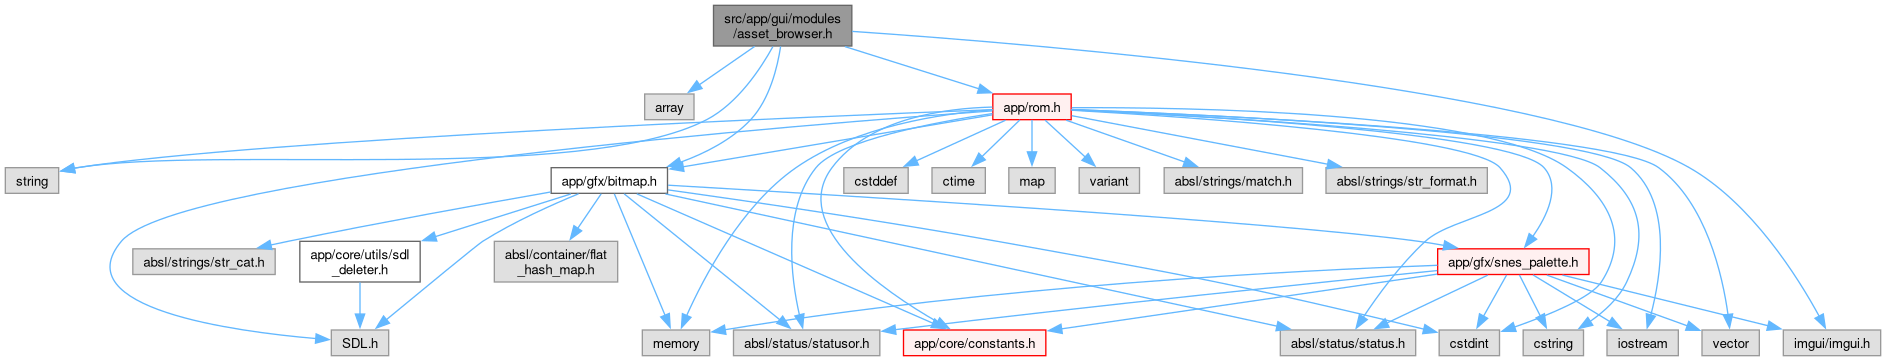 src/app/gui/modules
/asset_browser.h
array
app/rom.h
string
app/gfx/bitmap.h
cstddef
ctime
map
variant
absl/strings/match.h
absl/strings/str_format.h
absl/strings/str_cat.h
app/core/utils/sdl
_deleter.h
absl/container/flat
_hash_map.h
app/gfx/snes_palette.h
SDL.h
memory
absl/status/statusor.h
app/core/constants.h
absl/status/status.h
cstdint
cstring
iostream
vector
imgui/imgui.h